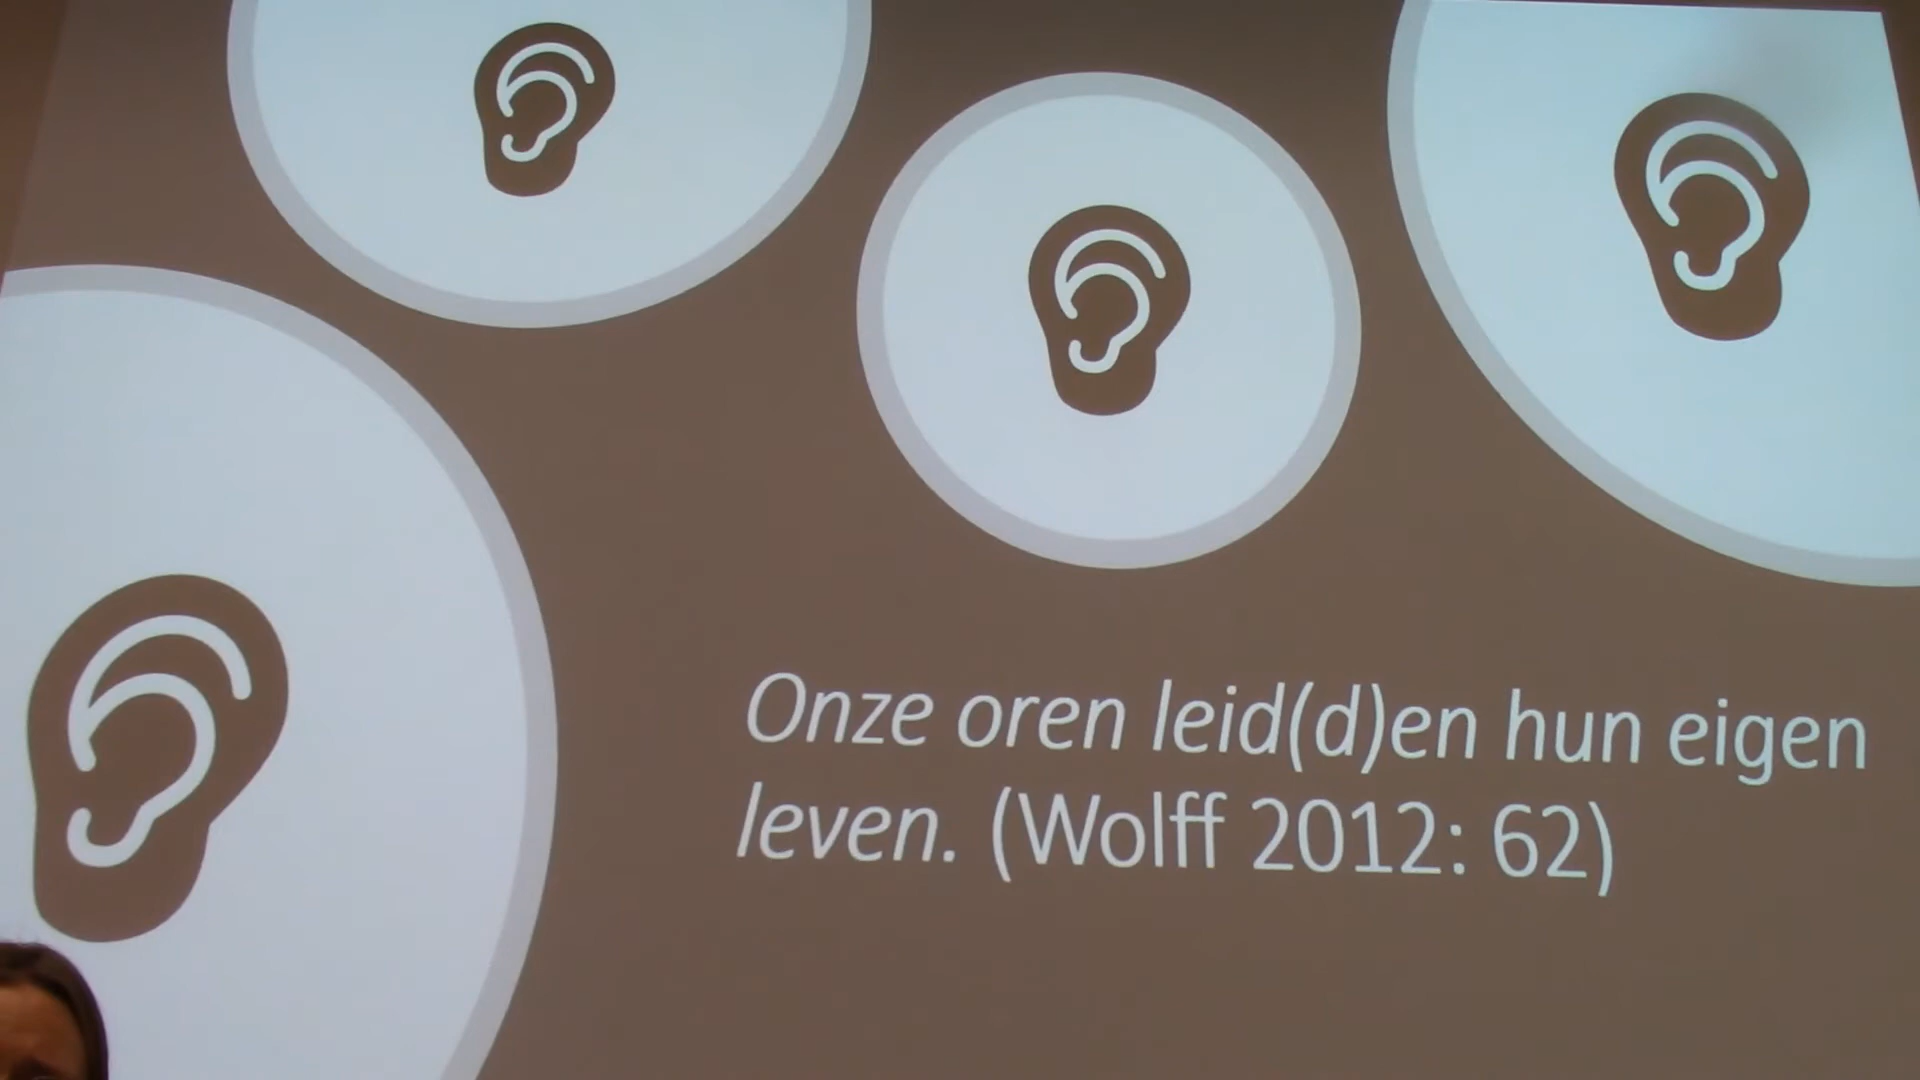 Onze oren leid(d)en hun eigen
leven. (Wolff 2012: 62)